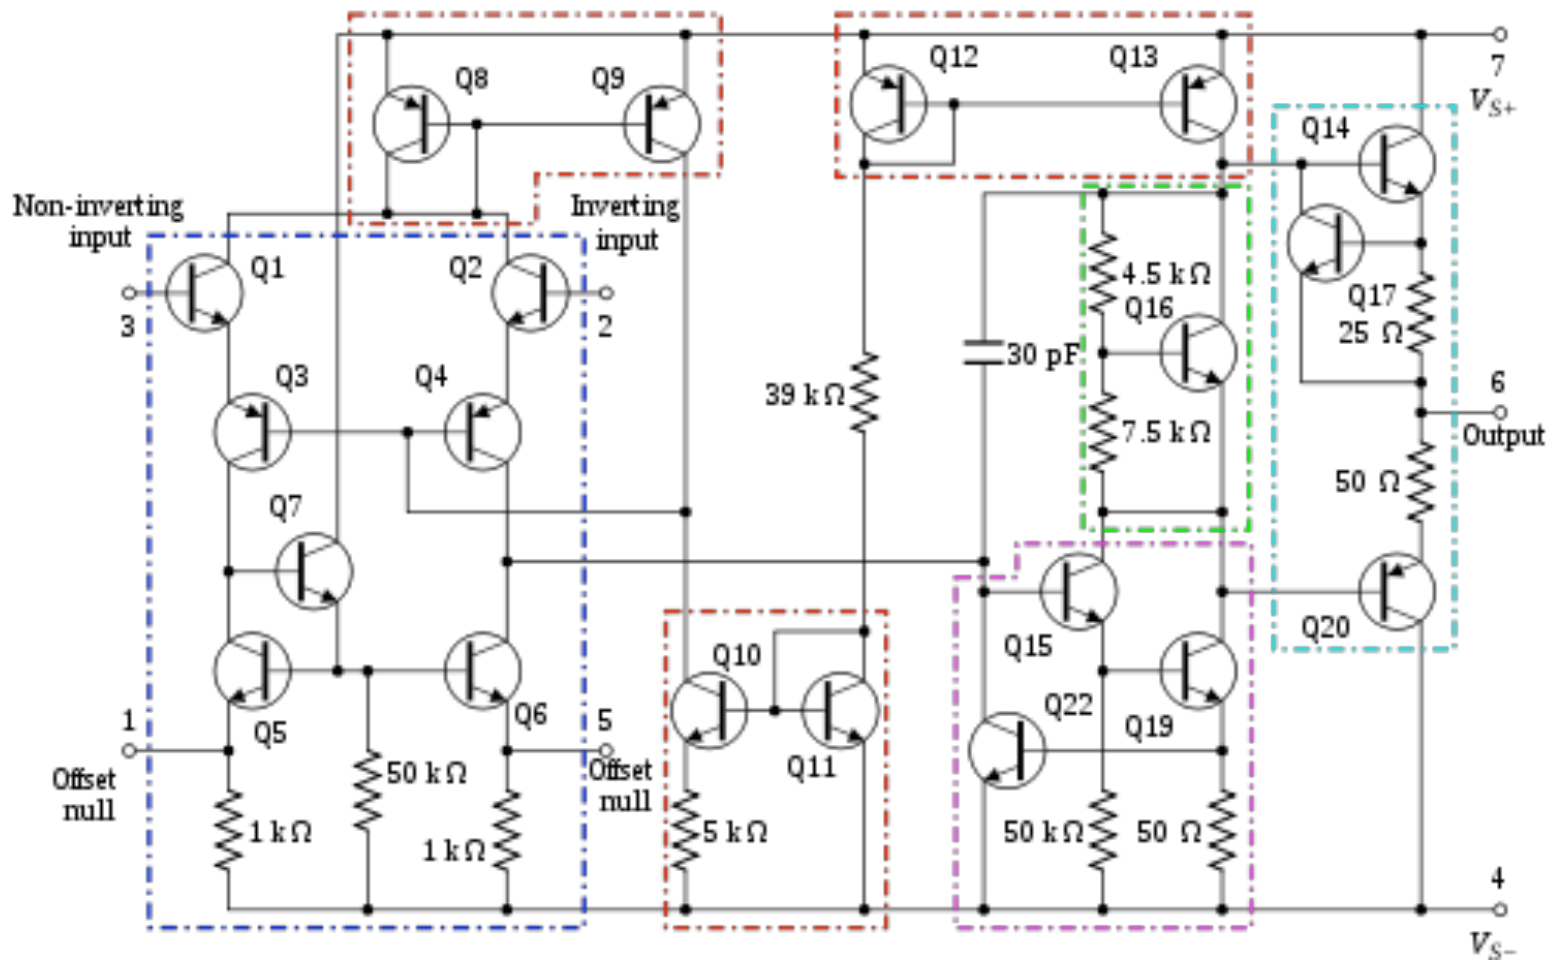 Q8
Q9
Q12
Q13
7
V_S+
Q14
Non-inverting
input
Inverting
input
Q1
Q2
3
2
4.5 kΩ
Q16
Q17
25 Ω
30 pF
Q3
Q4
39 kΩ
7.5 kΩ
6
Output
50 Ω
Q7
Q15
Q20
Q10
Q5
Q6
Q22
Q19
Q11
1
5
Offset
null
Offset
null
50 kΩ
1 kΩ
1 kΩ
5 kΩ
50 kΩ
50 Ω
4
V_S−